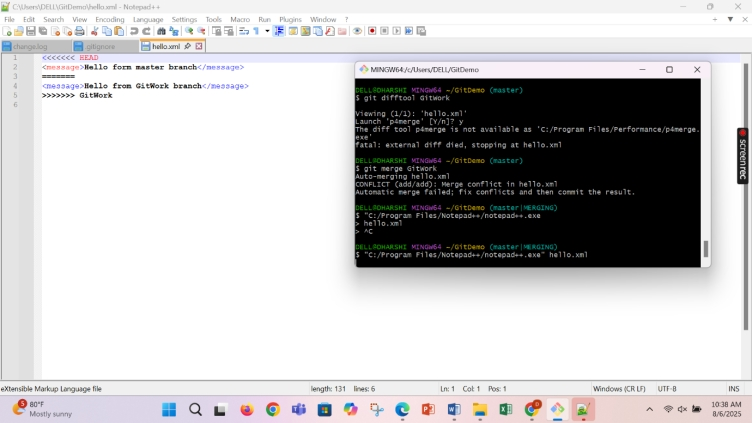 C:\Users\DELL\GitDemo\hello.xml - Notepad++
File Edit Search View Encoding Language Settings Tools Macro Run Plugins Window ?
change.log .gitignore hello.xml
1 <<<<<<< HEAD
2 <message>Hello form master branch</message>
3 =======
4 <message>Hello from GitWork branch</message>
5 >>>>>>> GitWork
6
MINGW64:/c/Users/DELL/GitDemo
DELL@DHARSHI MINGW64 ~/GitDemo (master)
$ git difftool GitWork
Viewing (1/1): 'hello.xml'
Launch 'p4merge' [Y/n]? y
The diff tool p4merge is not available as 'C:/Program Files/Performance/p4merge.
exe'
fatal: external diff died, stopping at hello.xml
DELL@DHARSHI MINGW64 ~/GitDemo (master)
$ git merge GitWork
Auto-merging hello.xml
CONFLICT (add/add): Merge conflict in hello.xml
Automatic merge failed; fix conflicts and then commit the result.
DELL@DHARSHI MINGW64 ~/GitDemo (master|MERGING)
$ "C:/Program Files/Notepad++/notepad++.exe
> hello.xml
> ^C
DELL@DHARSHI MINGW64 ~/GitDemo (master|MERGING)
$ "C:/Program Files/Notepad++/notepad++.exe" hello.xml
screenrec
eXtensible Markup Language file length: 131 lines: 6 Ln: 1 Col: 1 Pos: 1 Windows (CR LF) UTF-8 INS
5
80°F
Mostly sunny
10:38 AM
8/6/2025